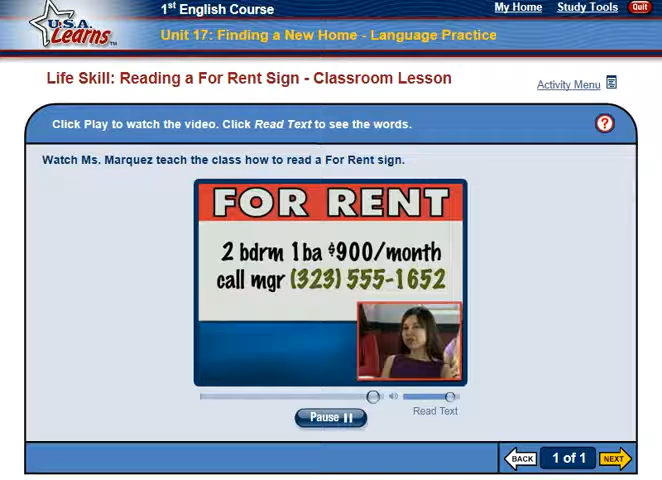 U.S.A.
Learns™
1st English Course
My Home
Study Tools
Quit
Unit 17: Finding a New Home - Language Practice
Life Skill: Reading a For Rent Sign - Classroom Lesson
Activity Menu
Click Play to watch the video. Click Read Text to see the words.
?
Watch Ms. Marquez teach the class how to read a For Rent sign.
FOR RENT
2 bdrm 1 ba $900/month
call mgr (323) 555-1652
Pause
Read Text
BACK
1 of 1
NEXT